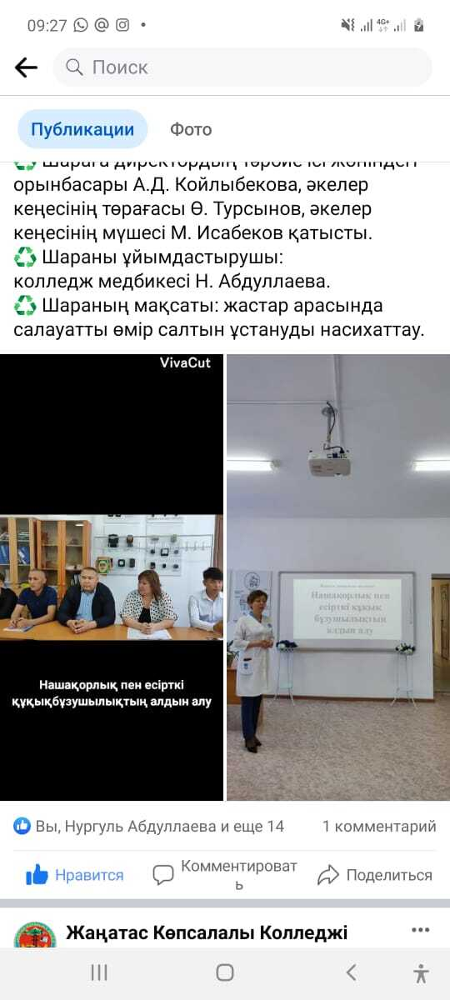 09:27
4G+
Поиск
Публикации
Фото
Шараға директордың тәрбие ісі жөніндегі
орынбасары А.Д. Койлыбекова, әкелер
кеңесінің төрағасы Ө. Турсынов, әкелер
кеңесінің мүшесі М. Исабеков қатысты.
Шараны ұйымдастырушы:
колледж медбикесі Н. Абдуллаева.
Шараның мақсаты: жастар арасында
салауатты өмір салтын ұстануды насихаттау.
VivaCut
Нашақорлық пен есірткі
құқықбұзушылықтың алдын алу
Нашақорлық пен
есірткі құқық
бұзушылықтың
алдын алу
Вы, Нургуль Абдуллаева и еще 14
1 комментарий
Нравится
Комментироват
ь
Поделиться
Жаңатас Көпсалалы Колледжі